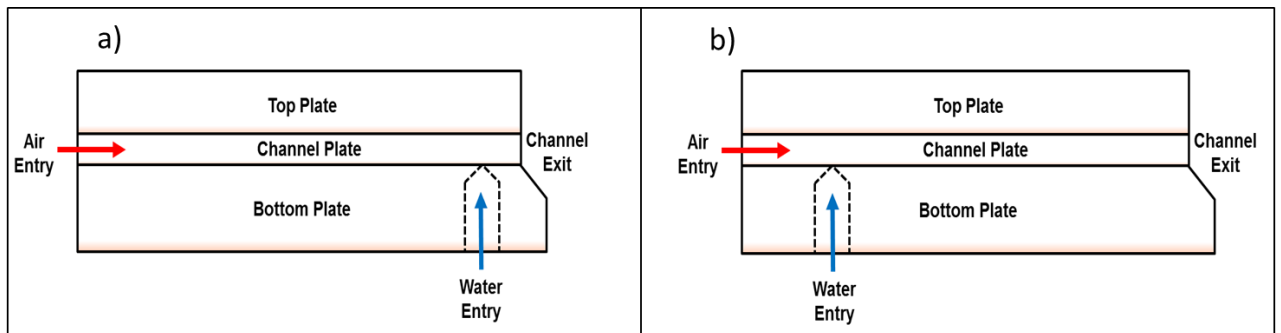 a)
Top Plate
Air
Entry
Channel Plate
Channel
Exit
Bottom Plate
Water
Entry
b)
Top Plate
Air
Entry
Channel Plate
Channel
Exit
Bottom Plate
Water
Entry